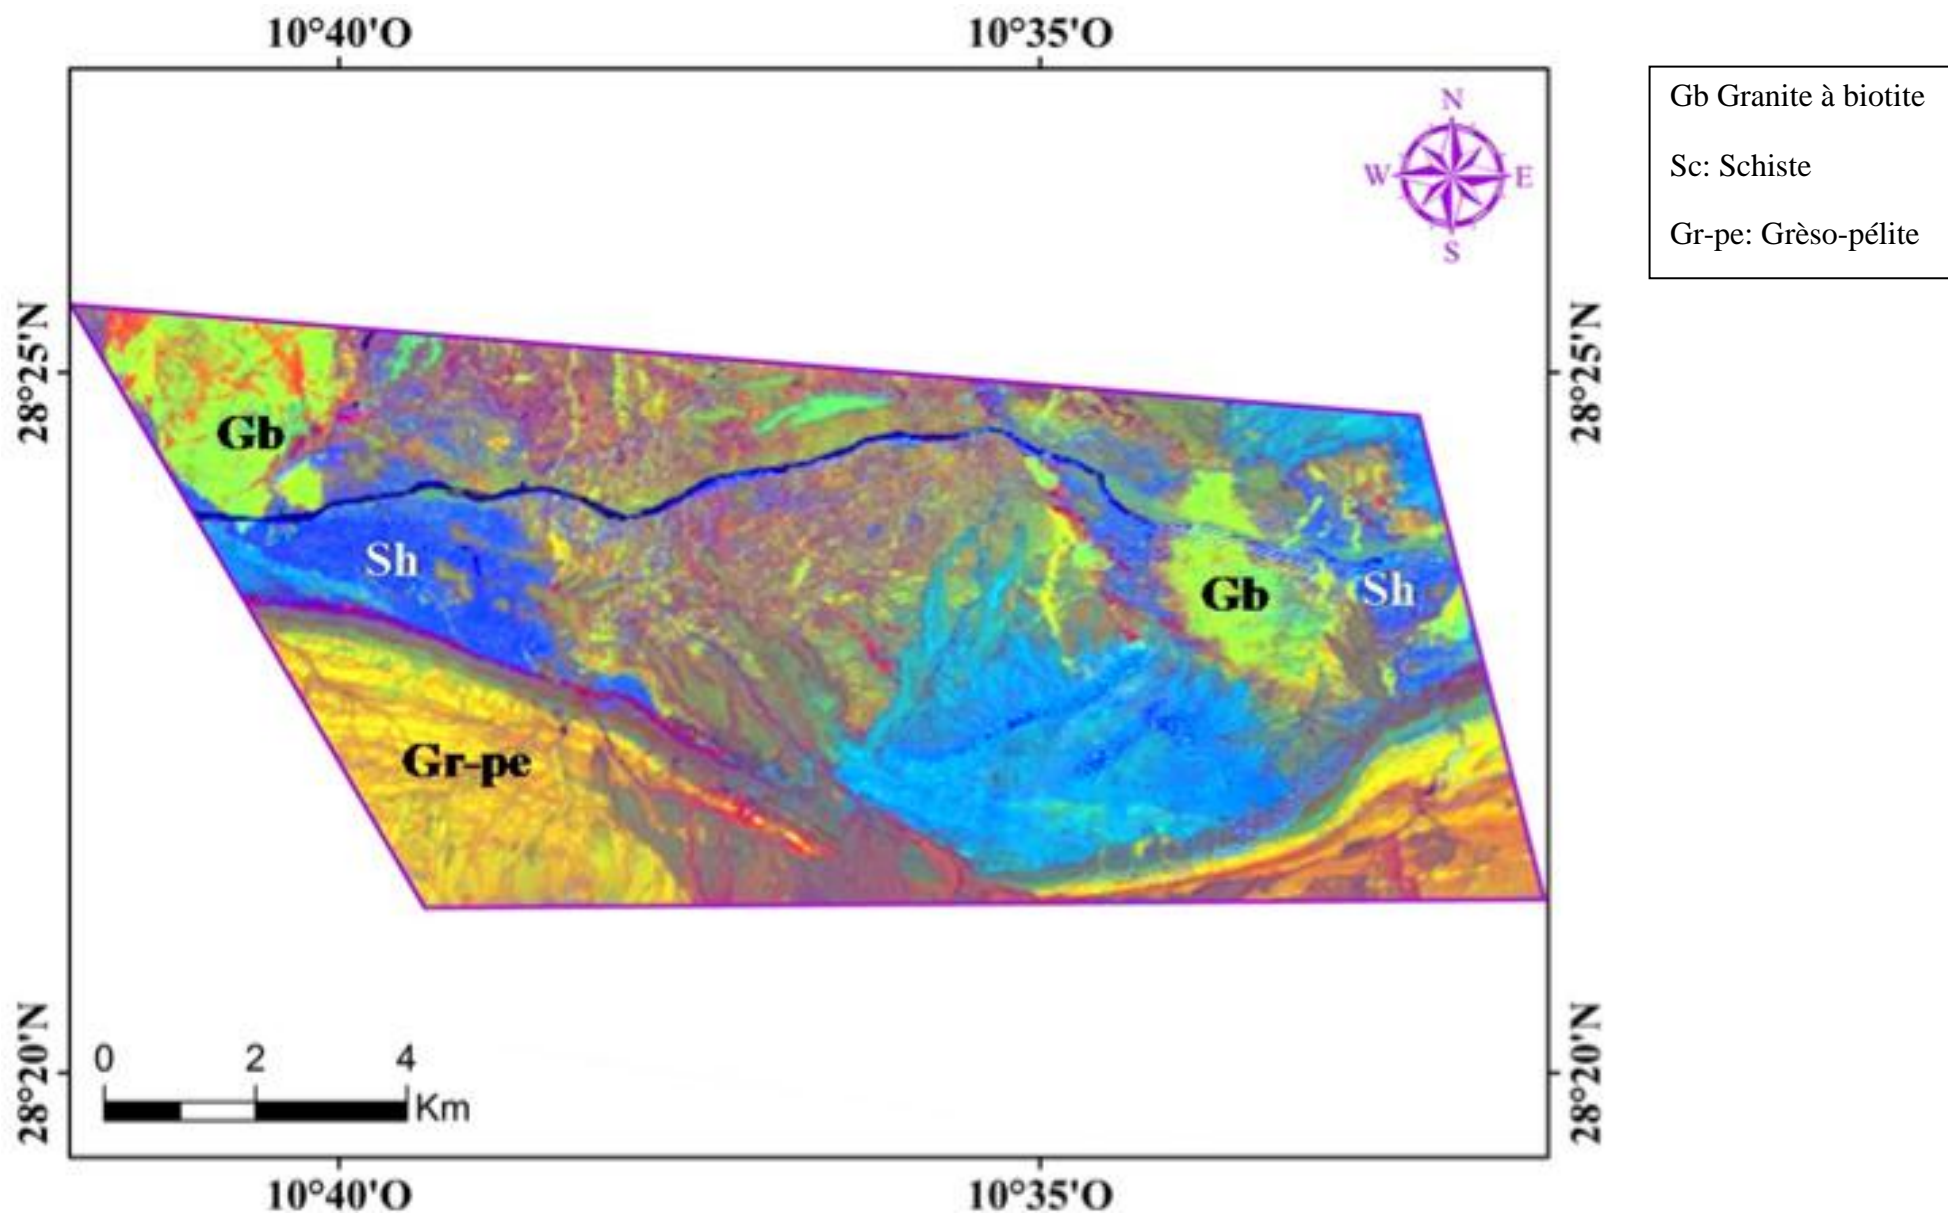 10°40'O
10°35'O
N
W
E
S
Gb Granite à biotite
Sc: Schiste
Gr-pe: Grèso-pélite
28°25'N
28°25'N
Gb
Sh
Gb
Sh
Gr-pe
28°20'N
28°20'N
0 2 4
Km
10°40'O
10°35'O